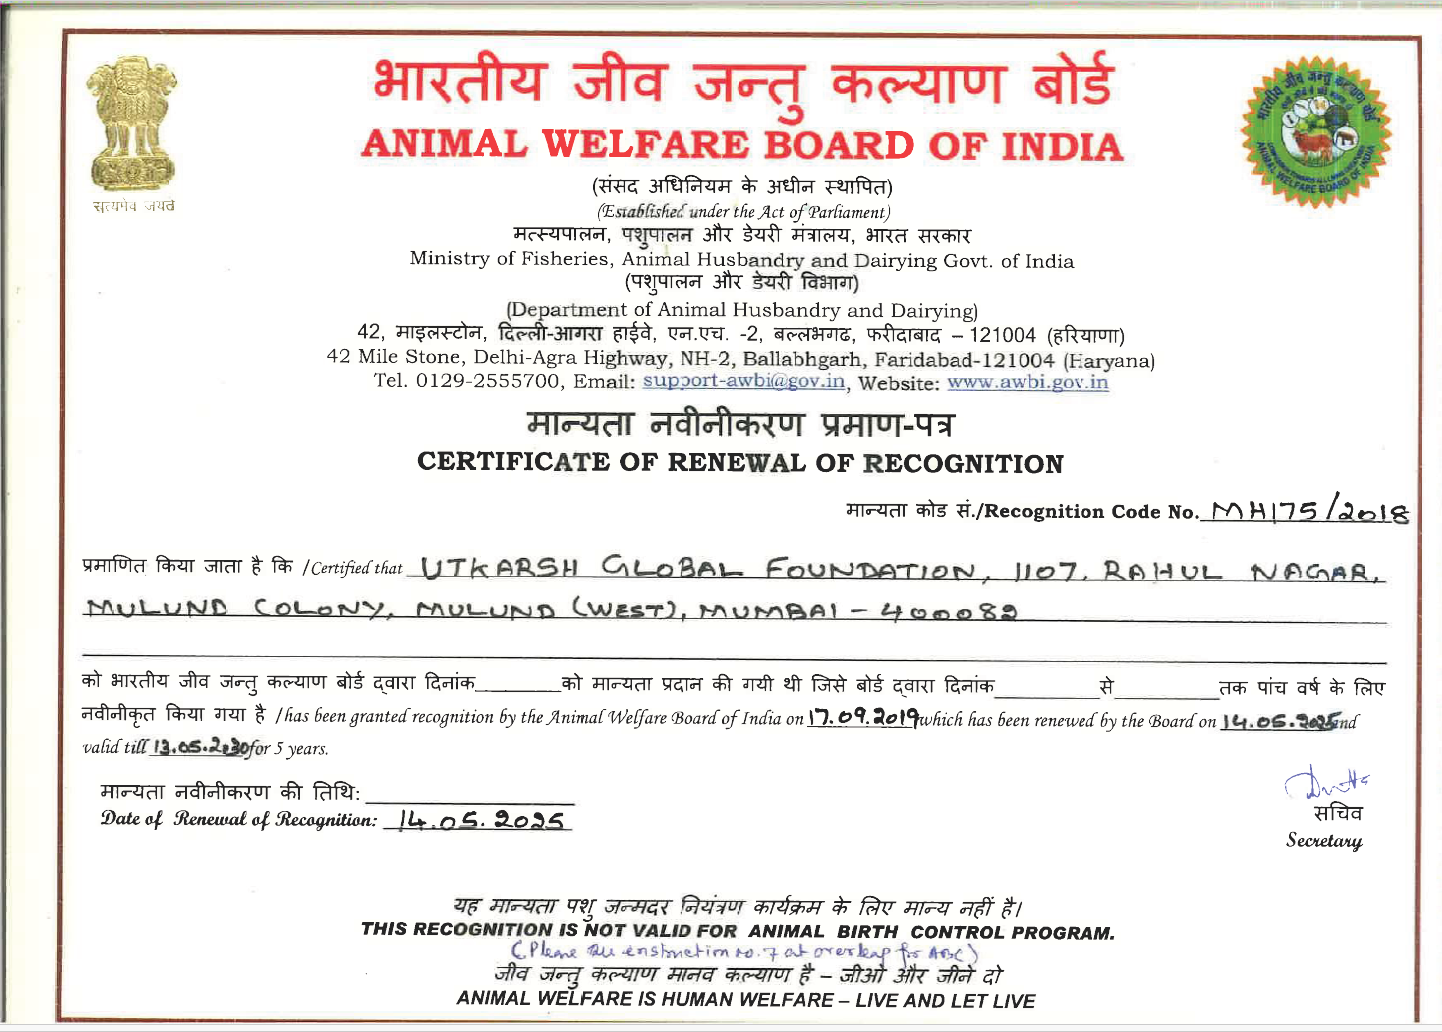 भारतीय जीव जन्तु कल्याण बोर्ड
ANIMAL WELFARE BOARD OF INDIA
सत्यमेव जयते
(संसद अधिनियम के अधीन स्थापित)
(Established under the Act of Parliament)
मत्स्यपालन, पशुपालन और डेयरी मंत्रालय, भारत सरकार
Ministry of Fisheries, Animal Husbandry and Dairying Govt. of India
(पशुपालन और डेयरी विभाग)
(Department of Animal Husbandry and Dairying)
42, माइलस्टोन, दिल्ली-आगरा हाईवे, एन.एच. -2, बल्लभगढ, फरीदाबाद – 121004 (हरियाणा)
42 Mile Stone, Delhi-Agra Highway, NH-2, Ballabhgarh, Faridabad-121004 (Haryana)
Tel. 0129-2555700, Email: support-awbi@gov.in, Website: www.awbi.gov.in
मान्यता नवीनीकरण प्रमाण-पत्र
CERTIFICATE OF RENEWAL OF RECOGNITION
मान्यता कोड सं./Recognition Code No. MH175/2018
प्रमाणित किया जाता है कि /Certified that UTKARSH GLOBAL FOUNDATION, 1107, RAHUL NAGAR,
MULUND COLONY, MULUND (WEST), MUMBAI - 400082
को भारतीय जीव जन्तु कल्याण बोर्ड द्वारा दिनांक को मान्यता प्रदान की गयी थी जिसे बोर्ड द्वारा दिनांक से तक पांच वर्ष के लिए
नवीनीकृत किया गया है /has been granted recognition by the Animal Welfare Board of India on 17.09.2019 which has been renewed by the Board on 14.05.2025 and
valid till 13.05.2030 for 5 years.
मान्यता नवीनीकरण की तिथि:
Date of Renewal of Recognition: 14.05.2025
सचिव
Secretary
यह मान्यता पशु जन्मदर नियंत्रण कार्यक्रम के लिए मान्य नहीं है।
THIS RECOGNITION IS NOT VALID FOR ANIMAL BIRTH CONTROL PROGRAM.
(Please see instruction no. 7 at overleap for ABC)
जीव जन्तु कल्याण मानव कल्याण है – जीओ और जीने दो
ANIMAL WELFARE IS HUMAN WELFARE – LIVE AND LET LIVE